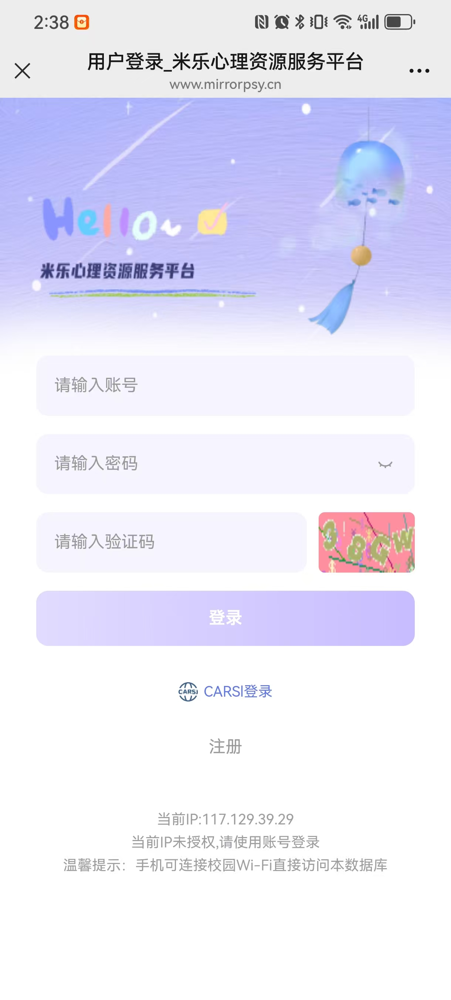 2:38
4G
用户登录_米乐心理资源服务平台
www.mirrorpsy.cn
Hello~
米乐心理资源服务平台
请输入账号
请输入密码
请输入验证码
98GW
登录
CARSI CARSI登录
注册
当前IP:117.129.39.29
当前IP未授权,请使用账号登录
温馨提示：手机可连接校园Wi-Fi直接访问本数据库